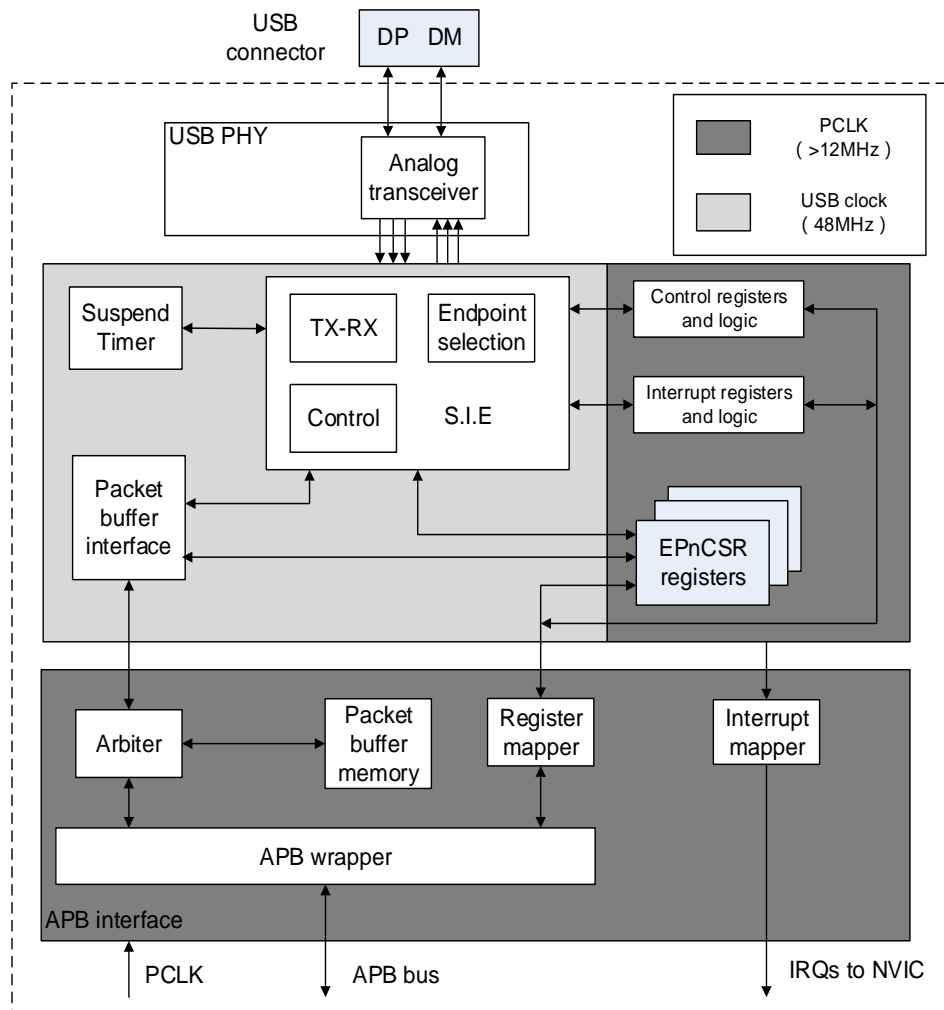 USB
connector
DP DM
USB PHY
Analog
transceiver
PCLK
( >12MHz )
USB clock
( 48MHz )
Suspend
Timer
TX-RX
Endpoint
selection
Control
S.I.E
Control registers
and logic
Interrupt registers
and logic
Packet
buffer
interface
EPnCSR
registers
Arbiter
Packet
buffer
memory
Register
mapper
Interrupt
mapper
APB wrapper
APB interface
PCLK
APB bus
IRQs to NVIC